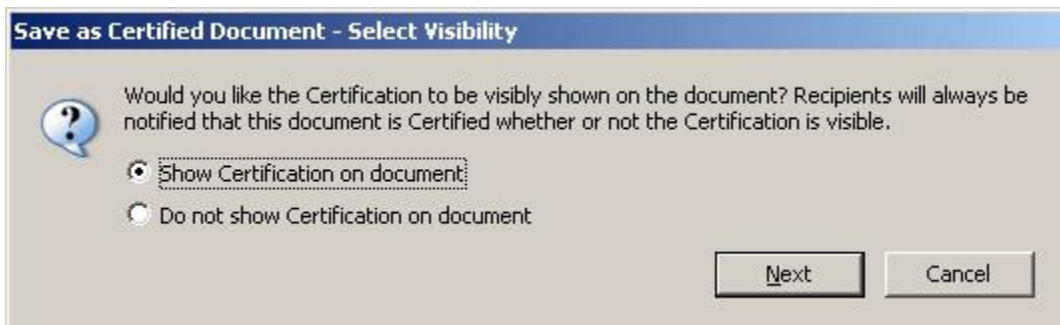 Save as Certified Document - Select Visibility
Would you like the Certification to be visibly shown on the document? Recipients will always be
notified that this document is Certified whether or not the Certification is visible.
Show Certification on document
Do not show Certification on document
Next Cancel